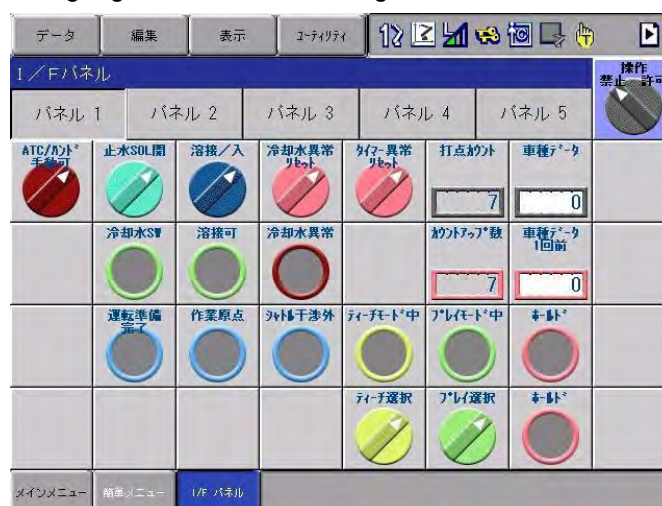 データ 編集 表示 ユーティリティ
I／Fパネル
操作
禁止 許可
パネル 1 パネル 2 パネル 3 パネル 4 パネル 5
ATC/ハンド
手動可
止水SOL開
溶接／入
冷却水異常
リセット
タイマー異常
リセット
打点カウント
7
車種データ
0
冷却水SW
溶接可
冷却水異常
カウントアップ数
7
車種データ
1回前
0
運転準備
完了
作業原点
シャトル干渉外
ティーチモード中
プレイモード中
ホールド
ティーチ選択
プレイ選択
ホールド
メインメニュー 簡単メニュー I/F パネル